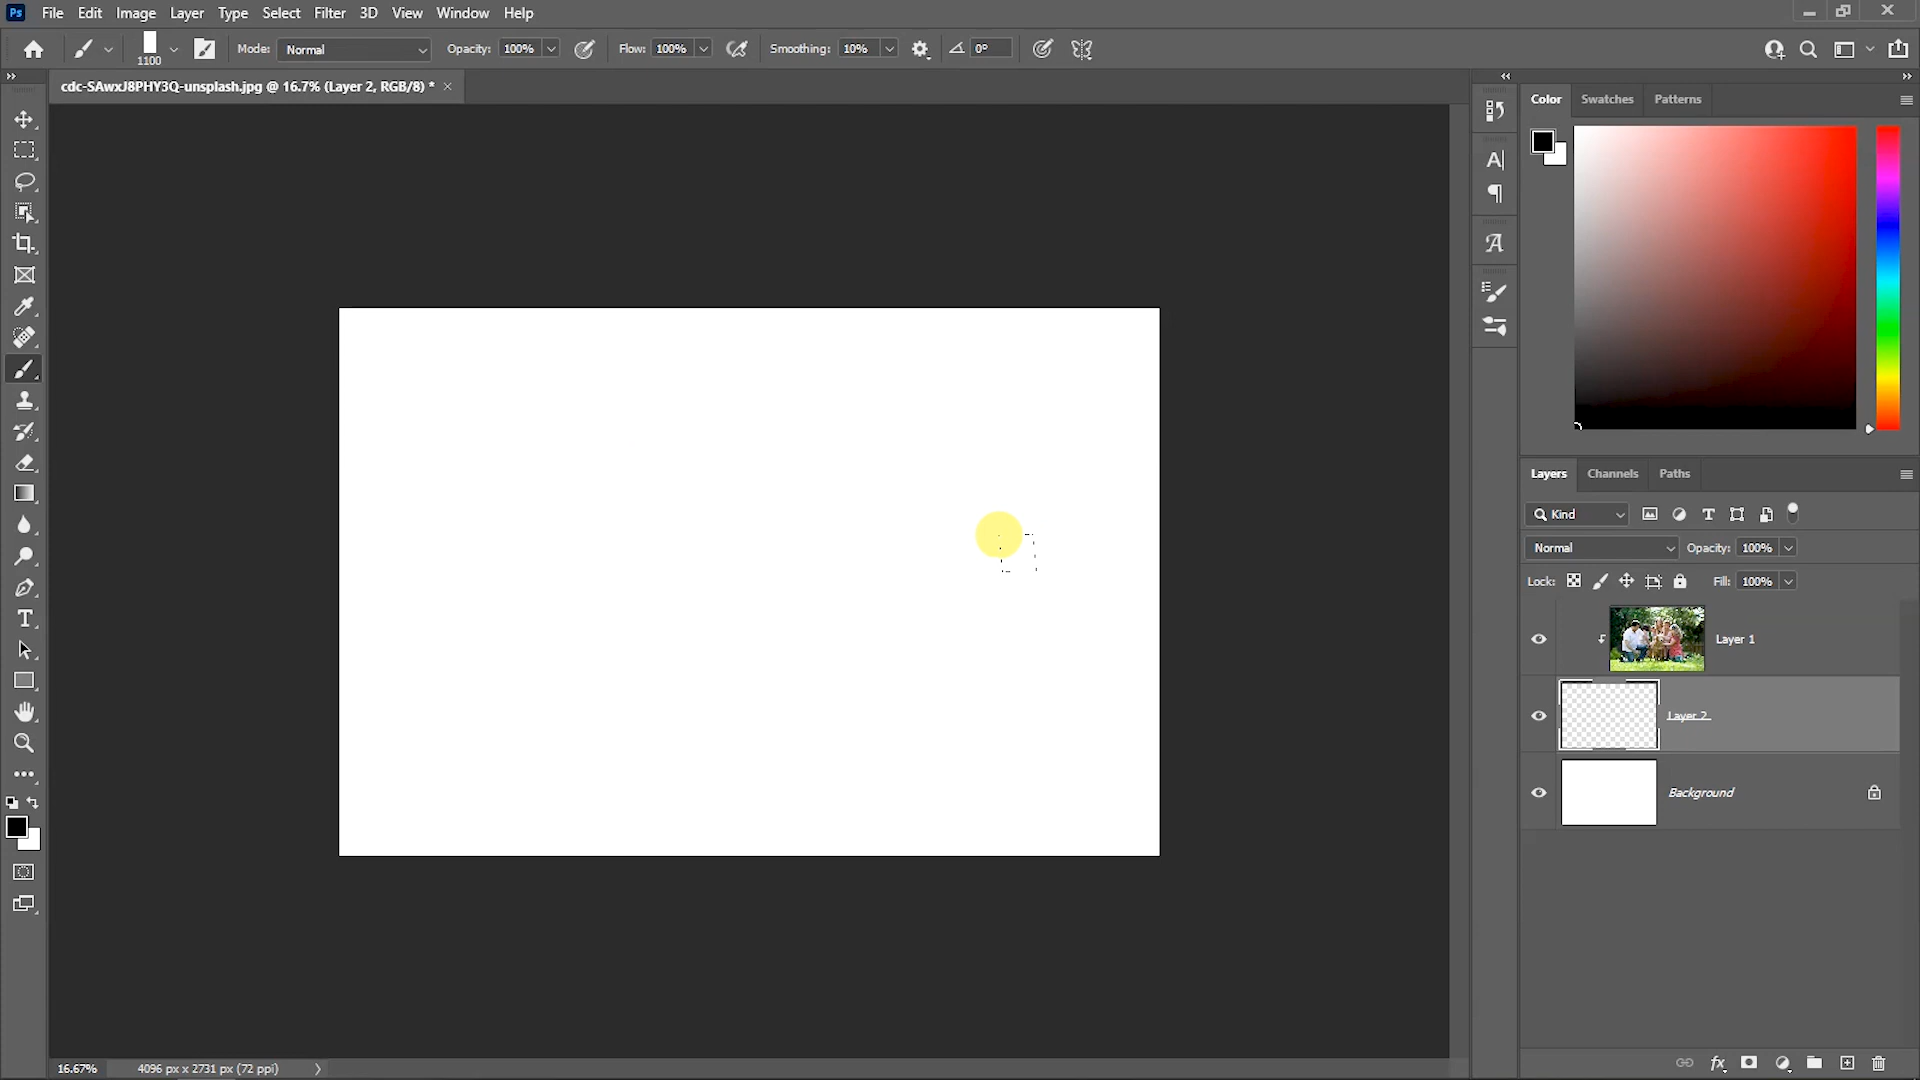 Ps File Edit Image Layer Type Select Filter 3D View Window Help
1100 Mode: Normal Opacity: 100% Flow: 100% Smoothing: 10% 0°
cdc-SAwxJ8PHY3Q-unsplash.jpg @ 16.7% (Layer 2, RGB/8) *
Color Swatches Patterns
Layers Channels Paths
Kind
Normal Opacity: 100%
Lock: Fill: 100%
Layer 1
Layer 2
Background
16.67% 4096 px x 2731 px (72 ppi)